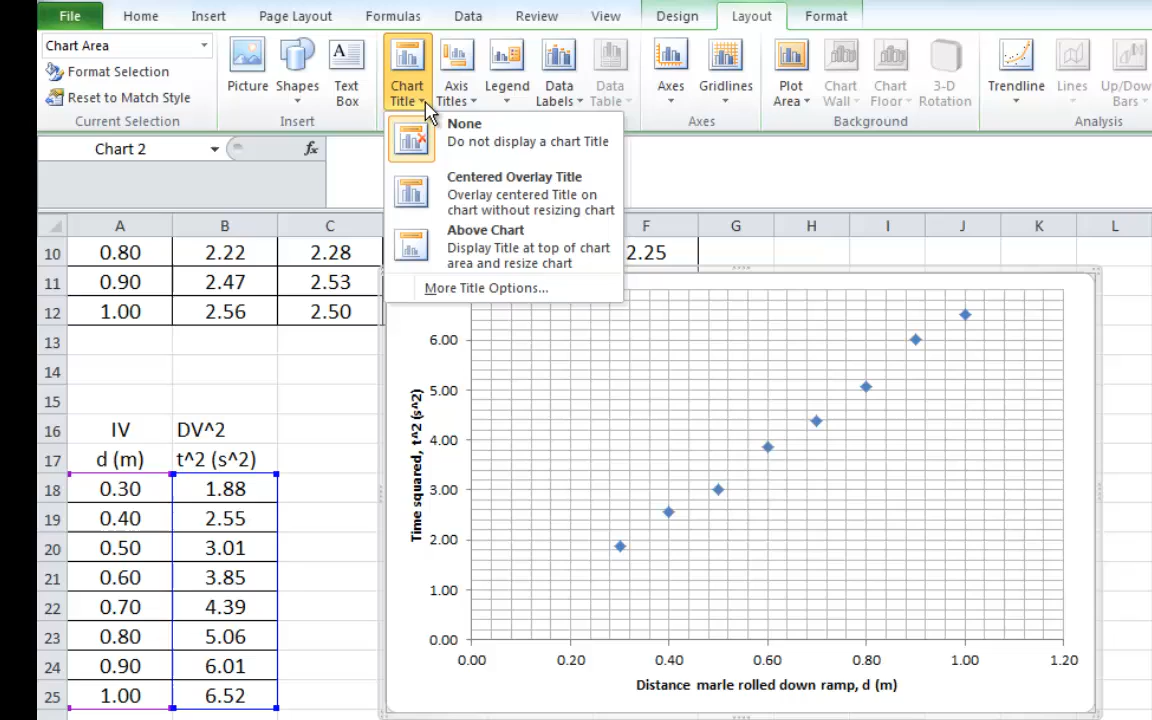 File Home Insert Page Layout Formulas Data Review View Design Layout Format
Chart Area
Format Selection
Reset to Match Style
Current Selection
Picture Shapes Text Box
Insert
Chart Title Axis Titles Legend Data Labels Data Table
Axes Gridlines
Axes
Plot Area Chart Wall Chart Floor 3-D Rotation
Background
Trendline Lines Up/Down Bars
Analysis
None
Do not display a chart Title
Centered Overlay Title
Overlay centered Title on
chart without resizing chart
Above Chart
Display Title at top of chart
area and resize chart
More Title Options...
Chart 2 fx
A B C F G H I J K L
10 0.80 2.22 2.28 2.25
11 0.90 2.47 2.53
12 1.00 2.56 2.50
13
14
15
16 IV DV^2
17 d (m) t^2 (s^2)
18 0.30 1.88
19 0.40 2.55
20 0.50 3.01
21 0.60 3.85
22 0.70 4.39
23 0.80 5.06
24 0.90 6.01
25 1.00 6.52
Time squared, t^2 (s^2)
6.00
5.00
4.00
3.00
2.00
1.00
0.00
0.00 0.20 0.40 0.60 0.80 1.00 1.20
Distance marle rolled down ramp, d (m)